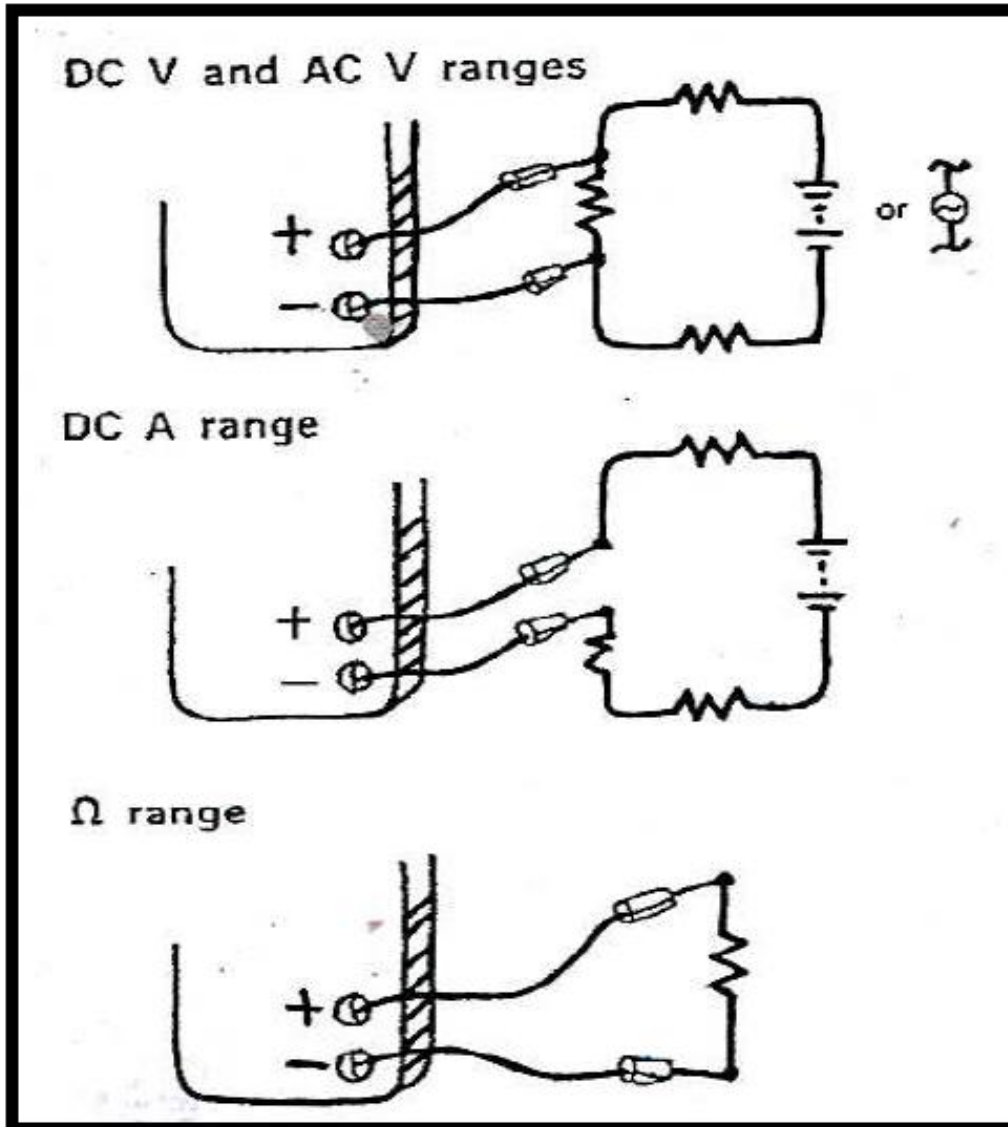 DC V and AC V ranges
+
−
or
DC A range
+
−
Ω range
+
−